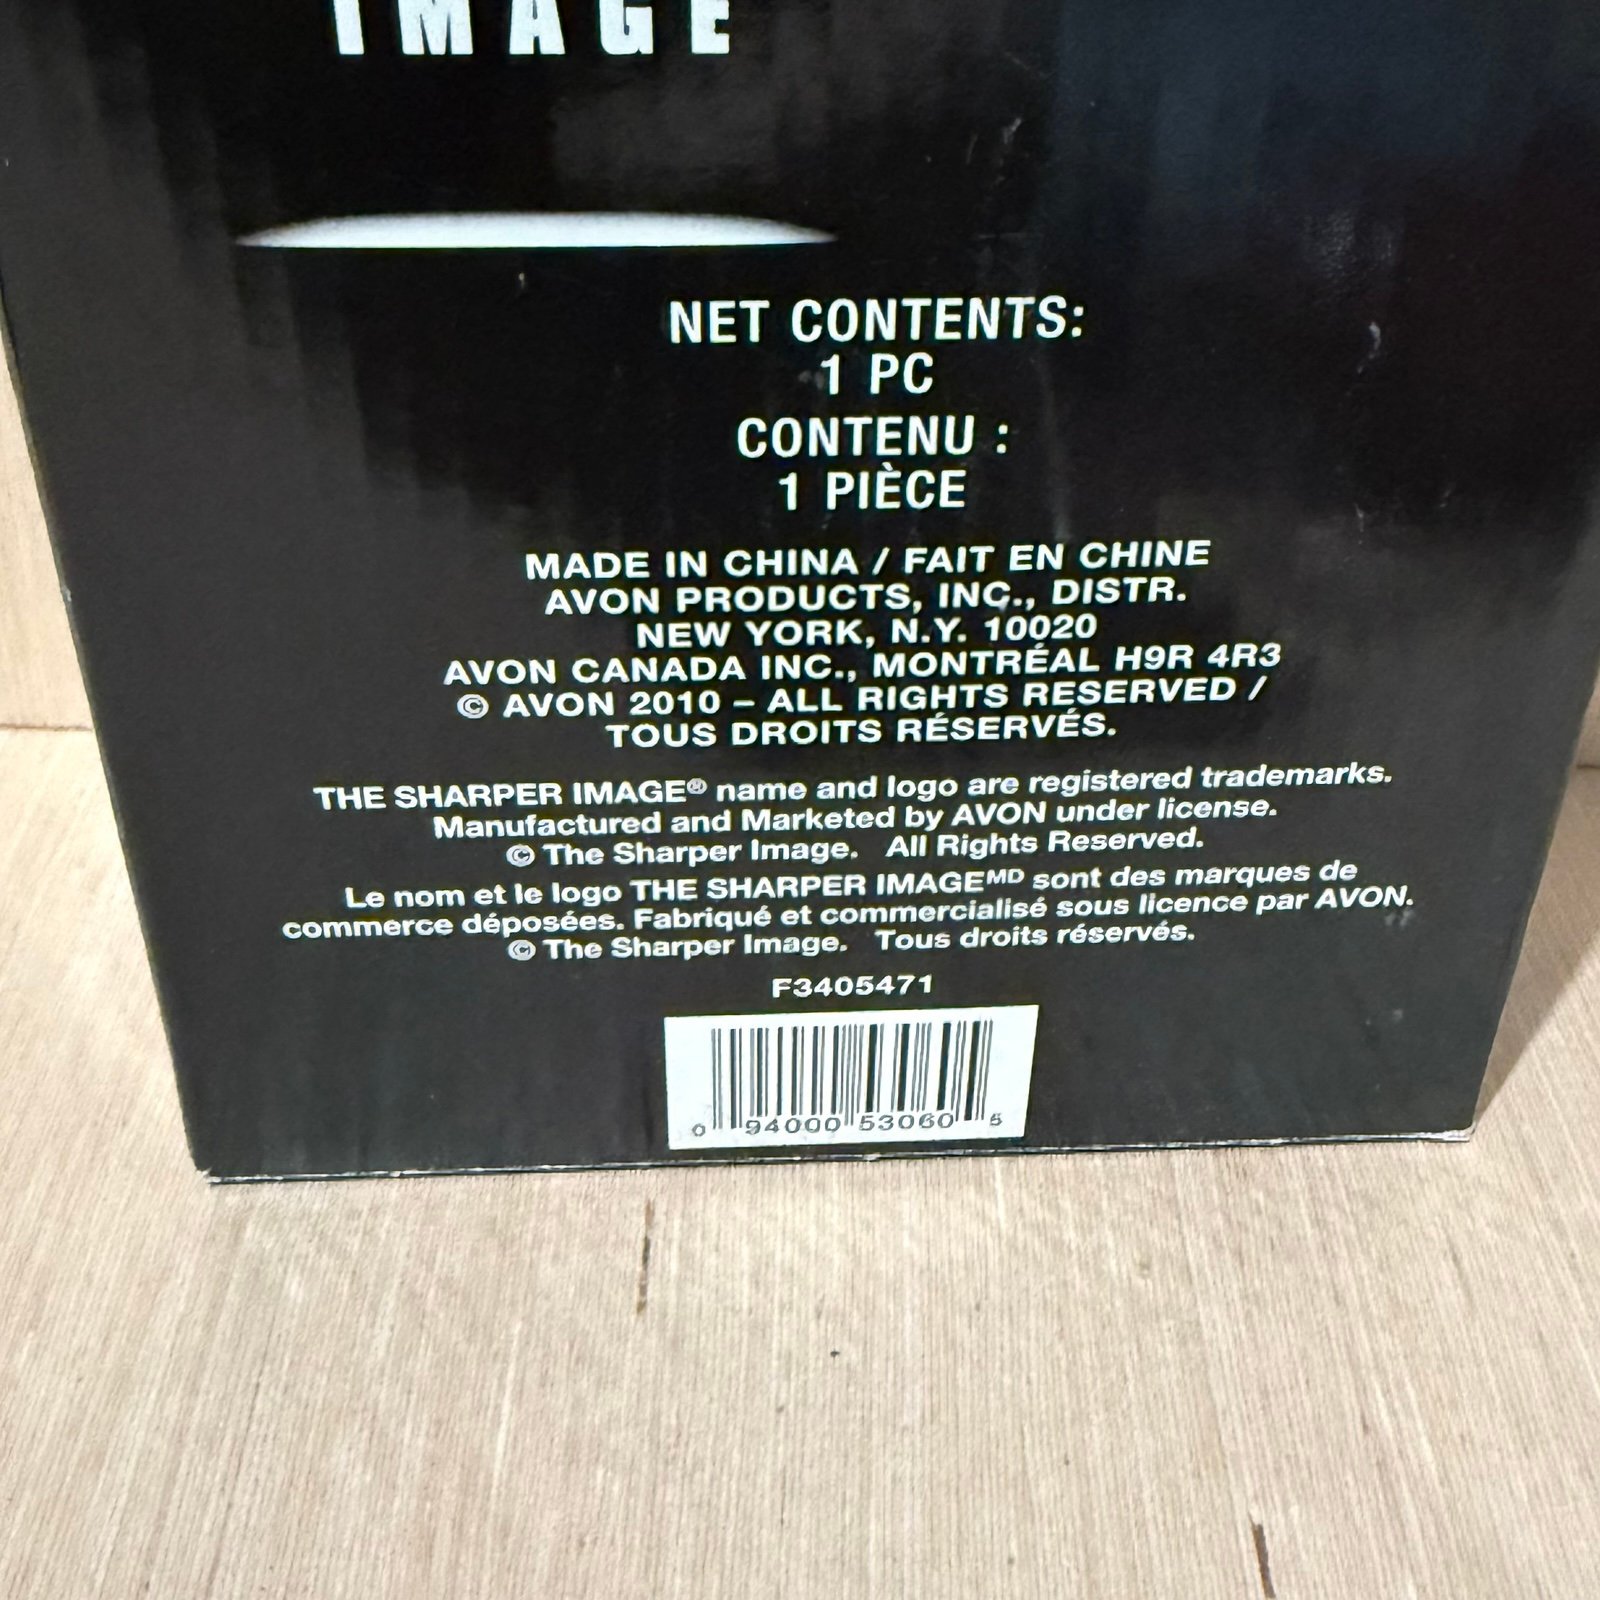 IMAGE
NET CONTENTS:
1 PC
CONTENU :
1 PIÈCE
MADE IN CHINA / FAIT EN CHINE
AVON PRODUCTS, INC., DISTR.
NEW YORK, N.Y. 10020
AVON CANADA INC., MONTRÉAL H9R 4R3
© AVON 2010 – ALL RIGHTS RESERVED /
TOUS DROITS RÉSERVÉS.
THE SHARPER IMAGE® name and logo are registered trademarks.
Manufactured and Marketed by AVON under license.
© The Sharper Image. All Rights Reserved.
Le nom et le logo THE SHARPER IMAGEMD sont des marques de
commerce déposées. Fabriqué et commercialisé sous licence par AVON.
© The Sharper Image. Tous droits réservés.
F3405471
0 94000 53060 5